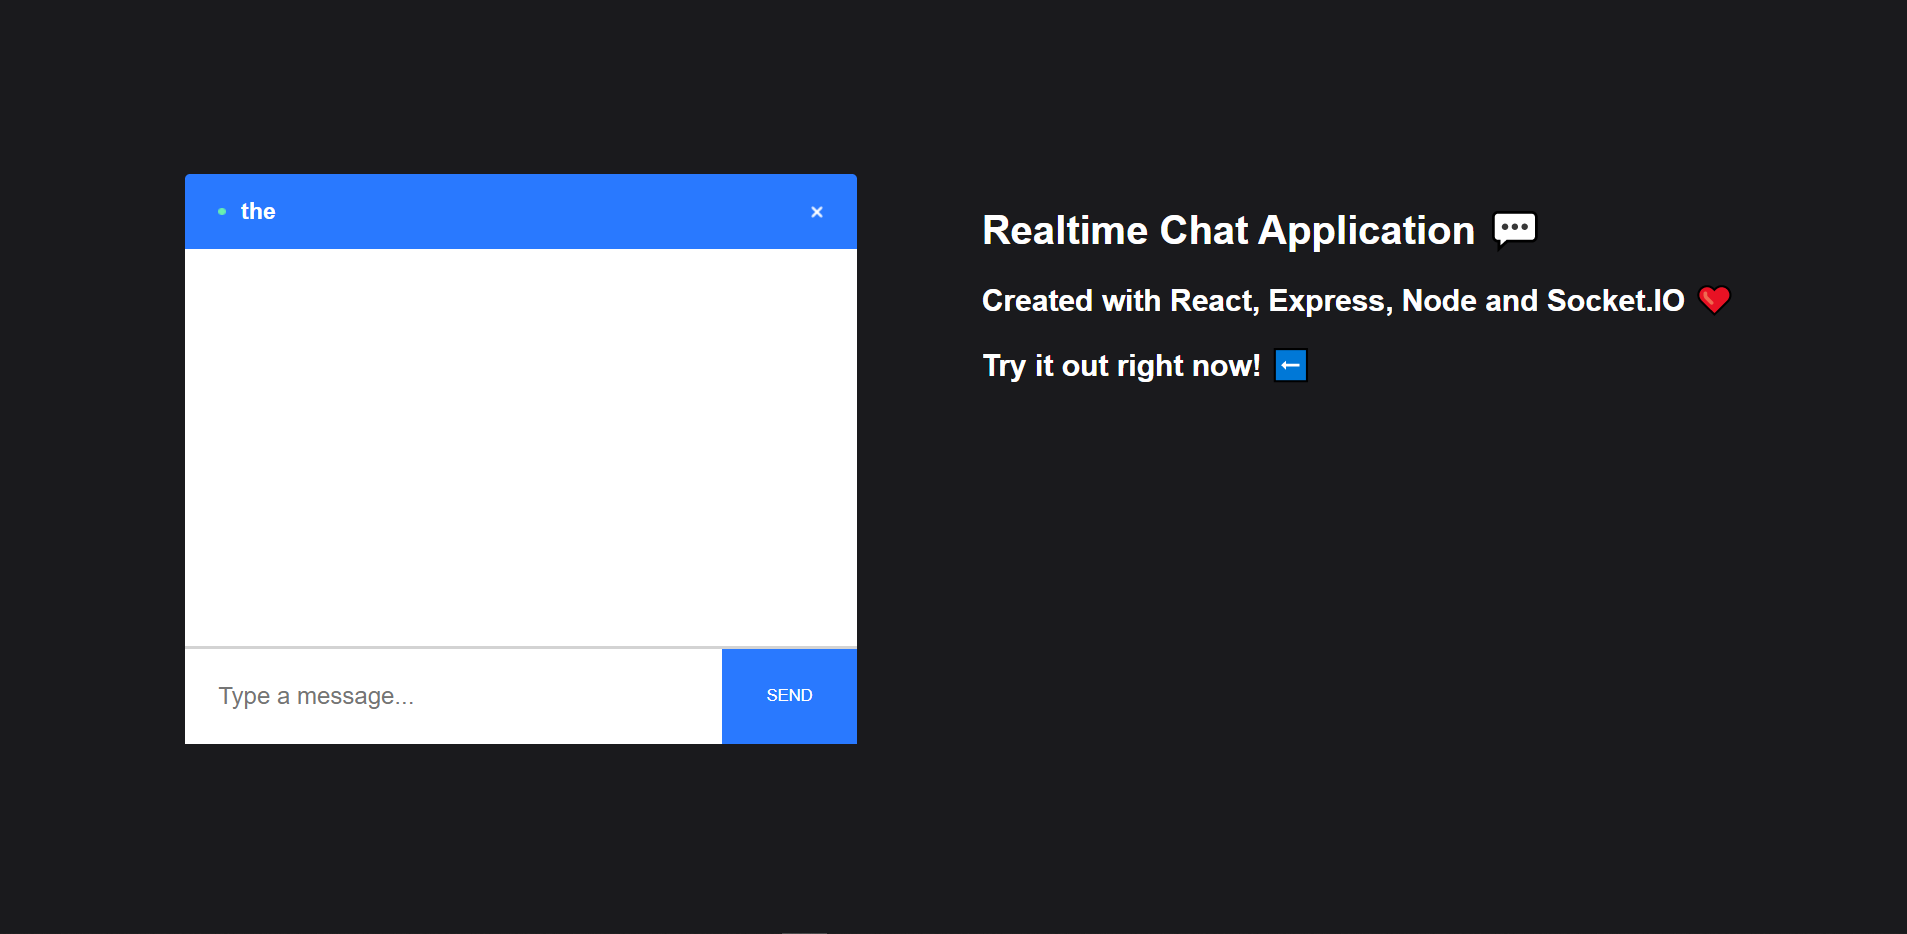 the
Type a message...
SEND
Realtime Chat Application 💬
Created with React, Express, Node and Socket.IO ❤️
Try it out right now! ⬅️